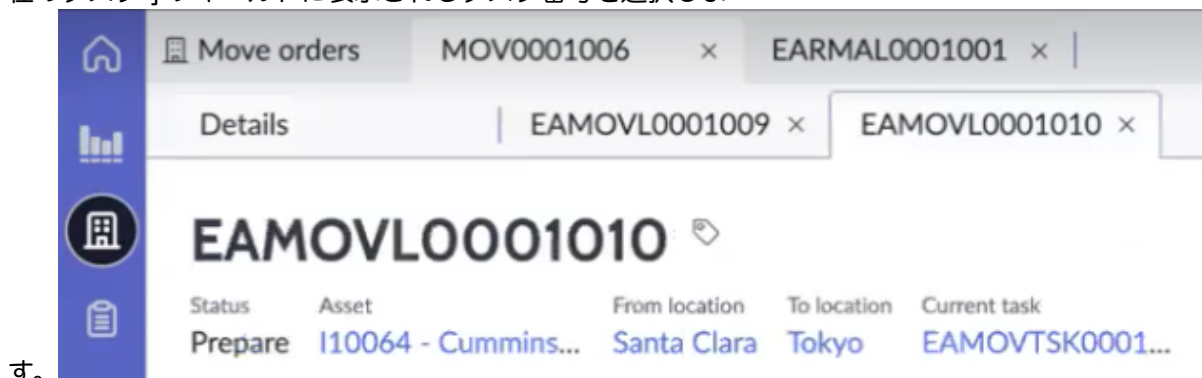 Move orders MOV0001006 × EARMAL0001001 ×
Details EAMOVL0001009 × EAMOVL0001010 ×
EAMOVL0001010
Status Asset From location To location Current task
Prepare I10064 - Cummins... Santa Clara Tokyo EAMOVTSK0001...
す。